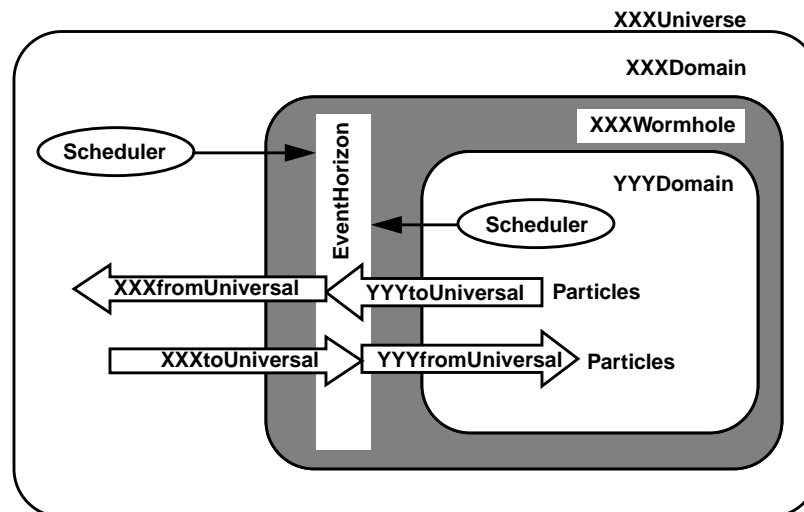 XXXUniverse
XXXDomain
XXXWormhole
Scheduler
EventHorizon
YYYDomain
Scheduler
XXXfromUniversal
YYYtoUniversal
Particles
XXXtoUniversal
YYYfromUniversal
Particles